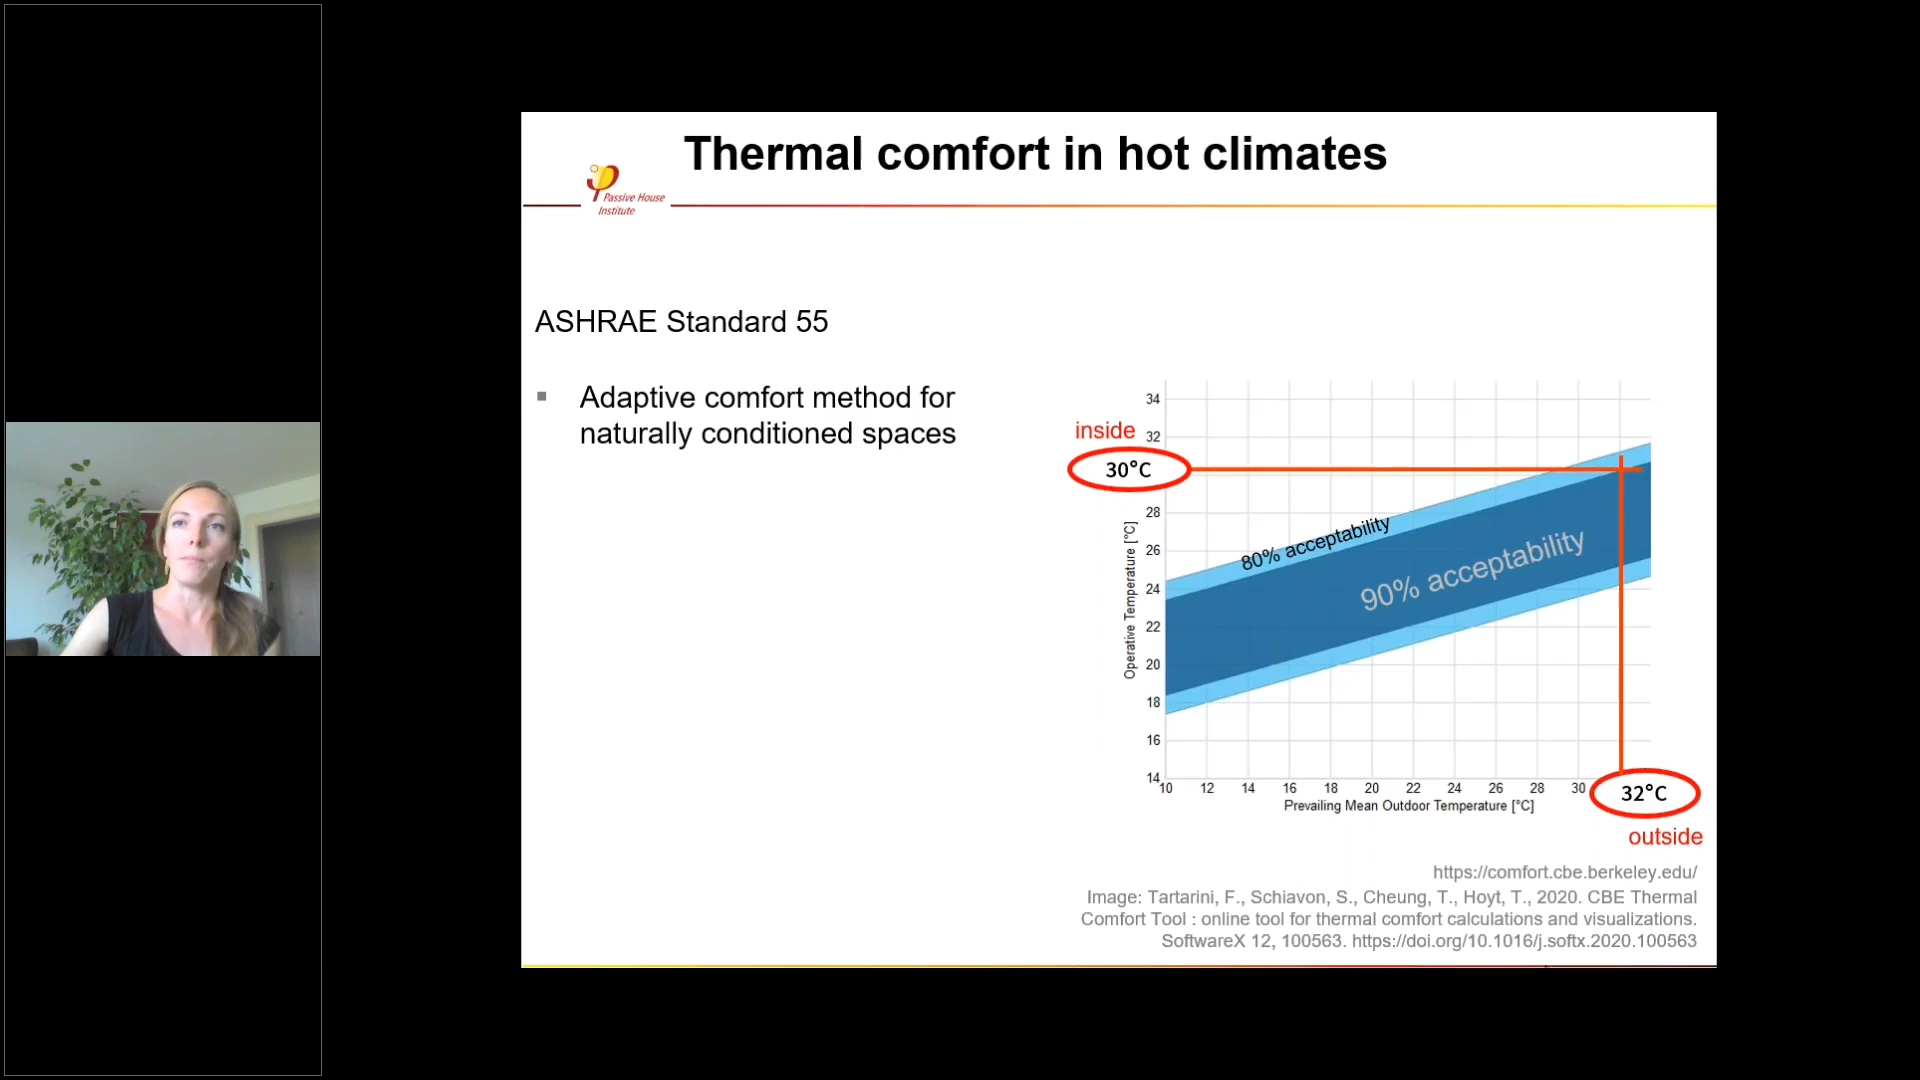 Thermal comfort in hot climates
Passive House
Institute
ASHRAE Standard 55
Adaptive comfort method for
naturally conditioned spaces
inside
30°C
34
32
28
26
24
22
20
18
16
14
Operative Temperature [°C]
80% acceptability
90% acceptability
10 12 14 16 18 20 22 24 26 28 30
32°C
Prevailing Mean Outdoor Temperature [°C]
outside
https://comfort.cbe.berkeley.edu/
Image: Tartarini, F., Schiavon, S., Cheung, T., Hoyt, T., 2020. CBE Thermal
Comfort Tool : online tool for thermal comfort calculations and visualizations.
SoftwareX 12, 100563. https://doi.org/10.1016/j.softx.2020.100563